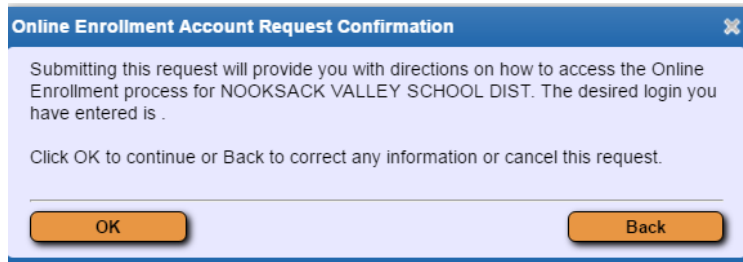 Online Enrollment Account Request Confirmation
Submitting this request will provide you with directions on how to access the Online
Enrollment process for NOOKSACK VALLEY SCHOOL DIST. The desired login you
have entered is .
Click OK to continue or Back to correct any information or cancel this request.
OK
Back